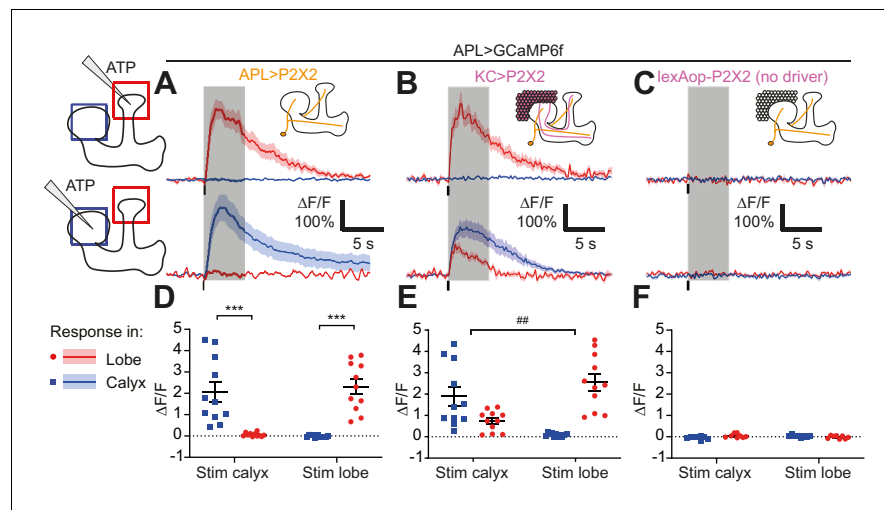 APL>GCaMP6f
ATP
A
APL>P2X2
B
KC>P2X2
C
lexAop-P2X2 (no driver)
ATP
ΔF/F
100%
5 s
ΔF/F
100%
5 s
ΔF/F
100%
5 s
D
E
F
Response in:
Lobe
Calyx
***
***
ΔF/F
5
4
3
2
1
0
-1
Stim calyx
Stim lobe
##
ΔF/F
5
4
3
2
1
0
-1
Stim calyx
Stim lobe
ΔF/F
5
4
3
2
1
0
-1
Stim calyx
Stim lobe